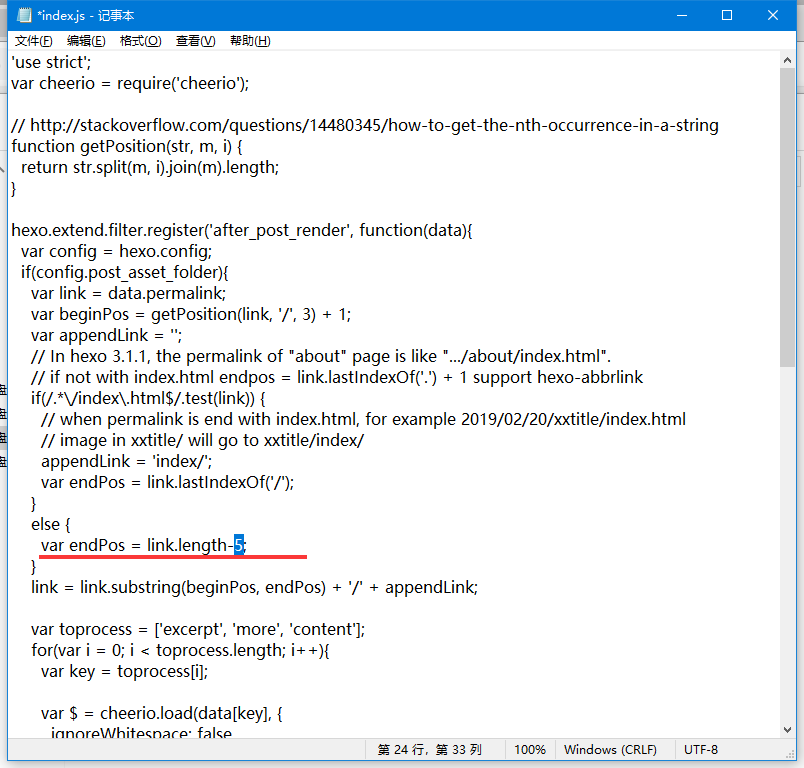 *index.js - 记事本
文件(F) 编辑(E) 格式(O) 查看(V) 帮助(H)
'use strict';
var cheerio = require('cheerio');

// http://stackoverflow.com/questions/14480345/how-to-get-the-nth-occurrence-in-a-string
function getPosition(str, m, i) {
  return str.split(m, i).join(m).length;
}

hexo.extend.filter.register('after_post_render', function(data){
  var config = hexo.config;
  if(config.post_asset_folder){
    var link = data.permalink;
    var beginPos = getPosition(link, '/', 3) + 1;
    var appendLink = '';
    // In hexo 3.1.1, the permalink of "about" page is like ".../about/index.html".
    // if not with index.html endpos = link.lastIndexOf('.') + 1 support hexo-abbrlink
    if(/.*\/index\.html$/.test(link)) {
      // when permalink is end with index.html, for example 2019/02/20/xxtitle/index.html
      // image in xxtitle/ will go to xxtitle/index/
      appendLink = 'index/';
      var endPos = link.lastIndexOf('/');
    }
    else {
      var endPos = link.length-5;
    }
    link = link.substring(beginPos, endPos) + '/' + appendLink;

    var toprocess = ['excerpt', 'more', 'content'];
    for(var i = 0; i < toprocess.length; i++){
      var key = toprocess[i];

      var $ = cheerio.load(data[key], {
        ignoreWhitespace: false
第 24 行，第 33 列 100% Windows (CRLF) UTF-8